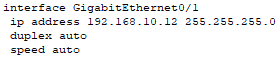 interface GigabitEthernet0/1
ip address 192.168.10.12 255.255.255.0
duplex auto
speed auto